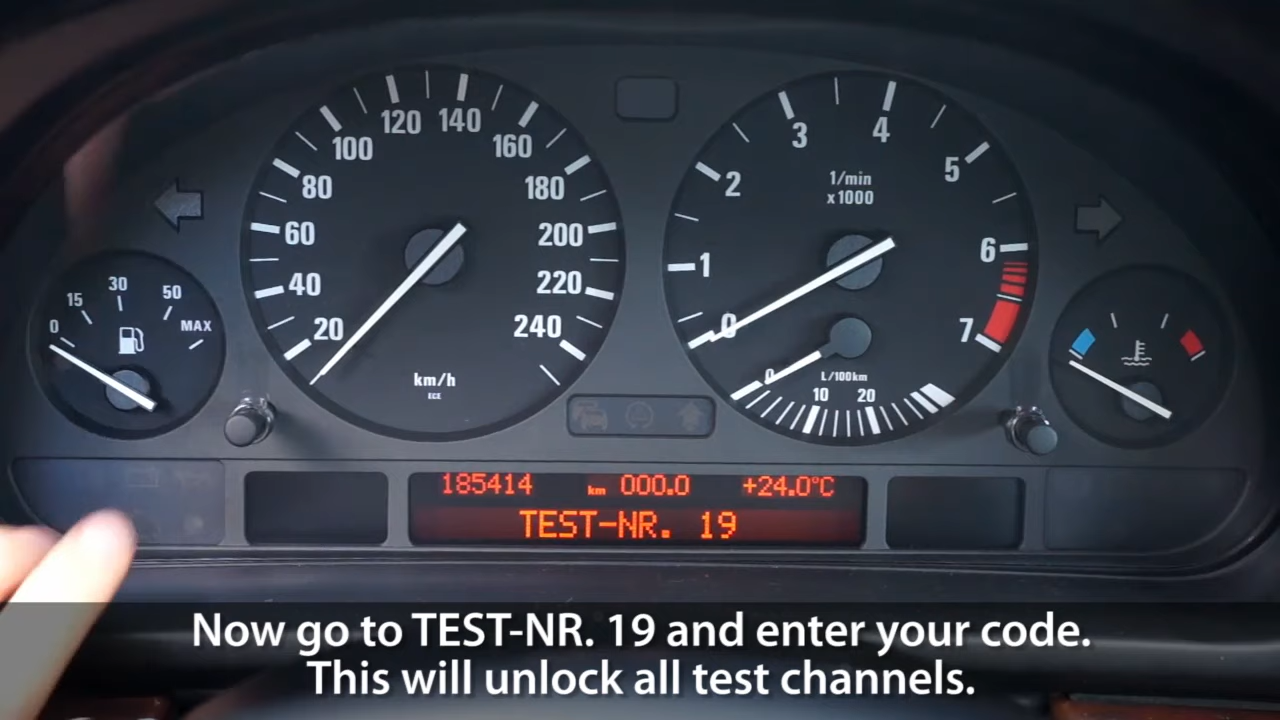 120 140
100 160
80 180
60 200
40 220
20 240
km/h
ECE
3 4
2 5
1/min
x1000
1 6
0 7
L/100km
0 10 20
0 15 30 50 MAX
185414 km 000.0 +24.0°C
TEST-NR. 19
Now go to TEST-NR. 19 and enter your code.
This will unlock all test channels.